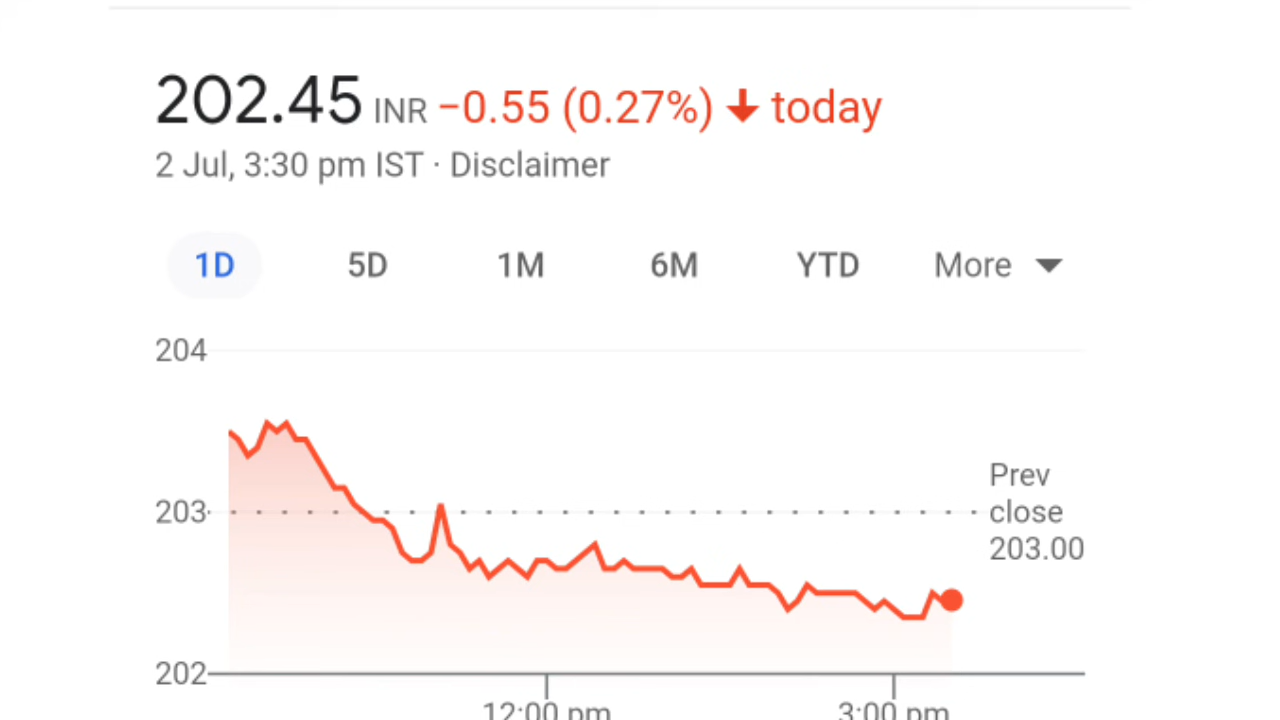 202.45 INR −0.55 (0.27%) ↓ today
2 Jul, 3:30 pm IST · Disclaimer
1D 5D 1M 6M YTD More
204
203
202
Prev
close
203.00
12:00 pm 3:00 pm